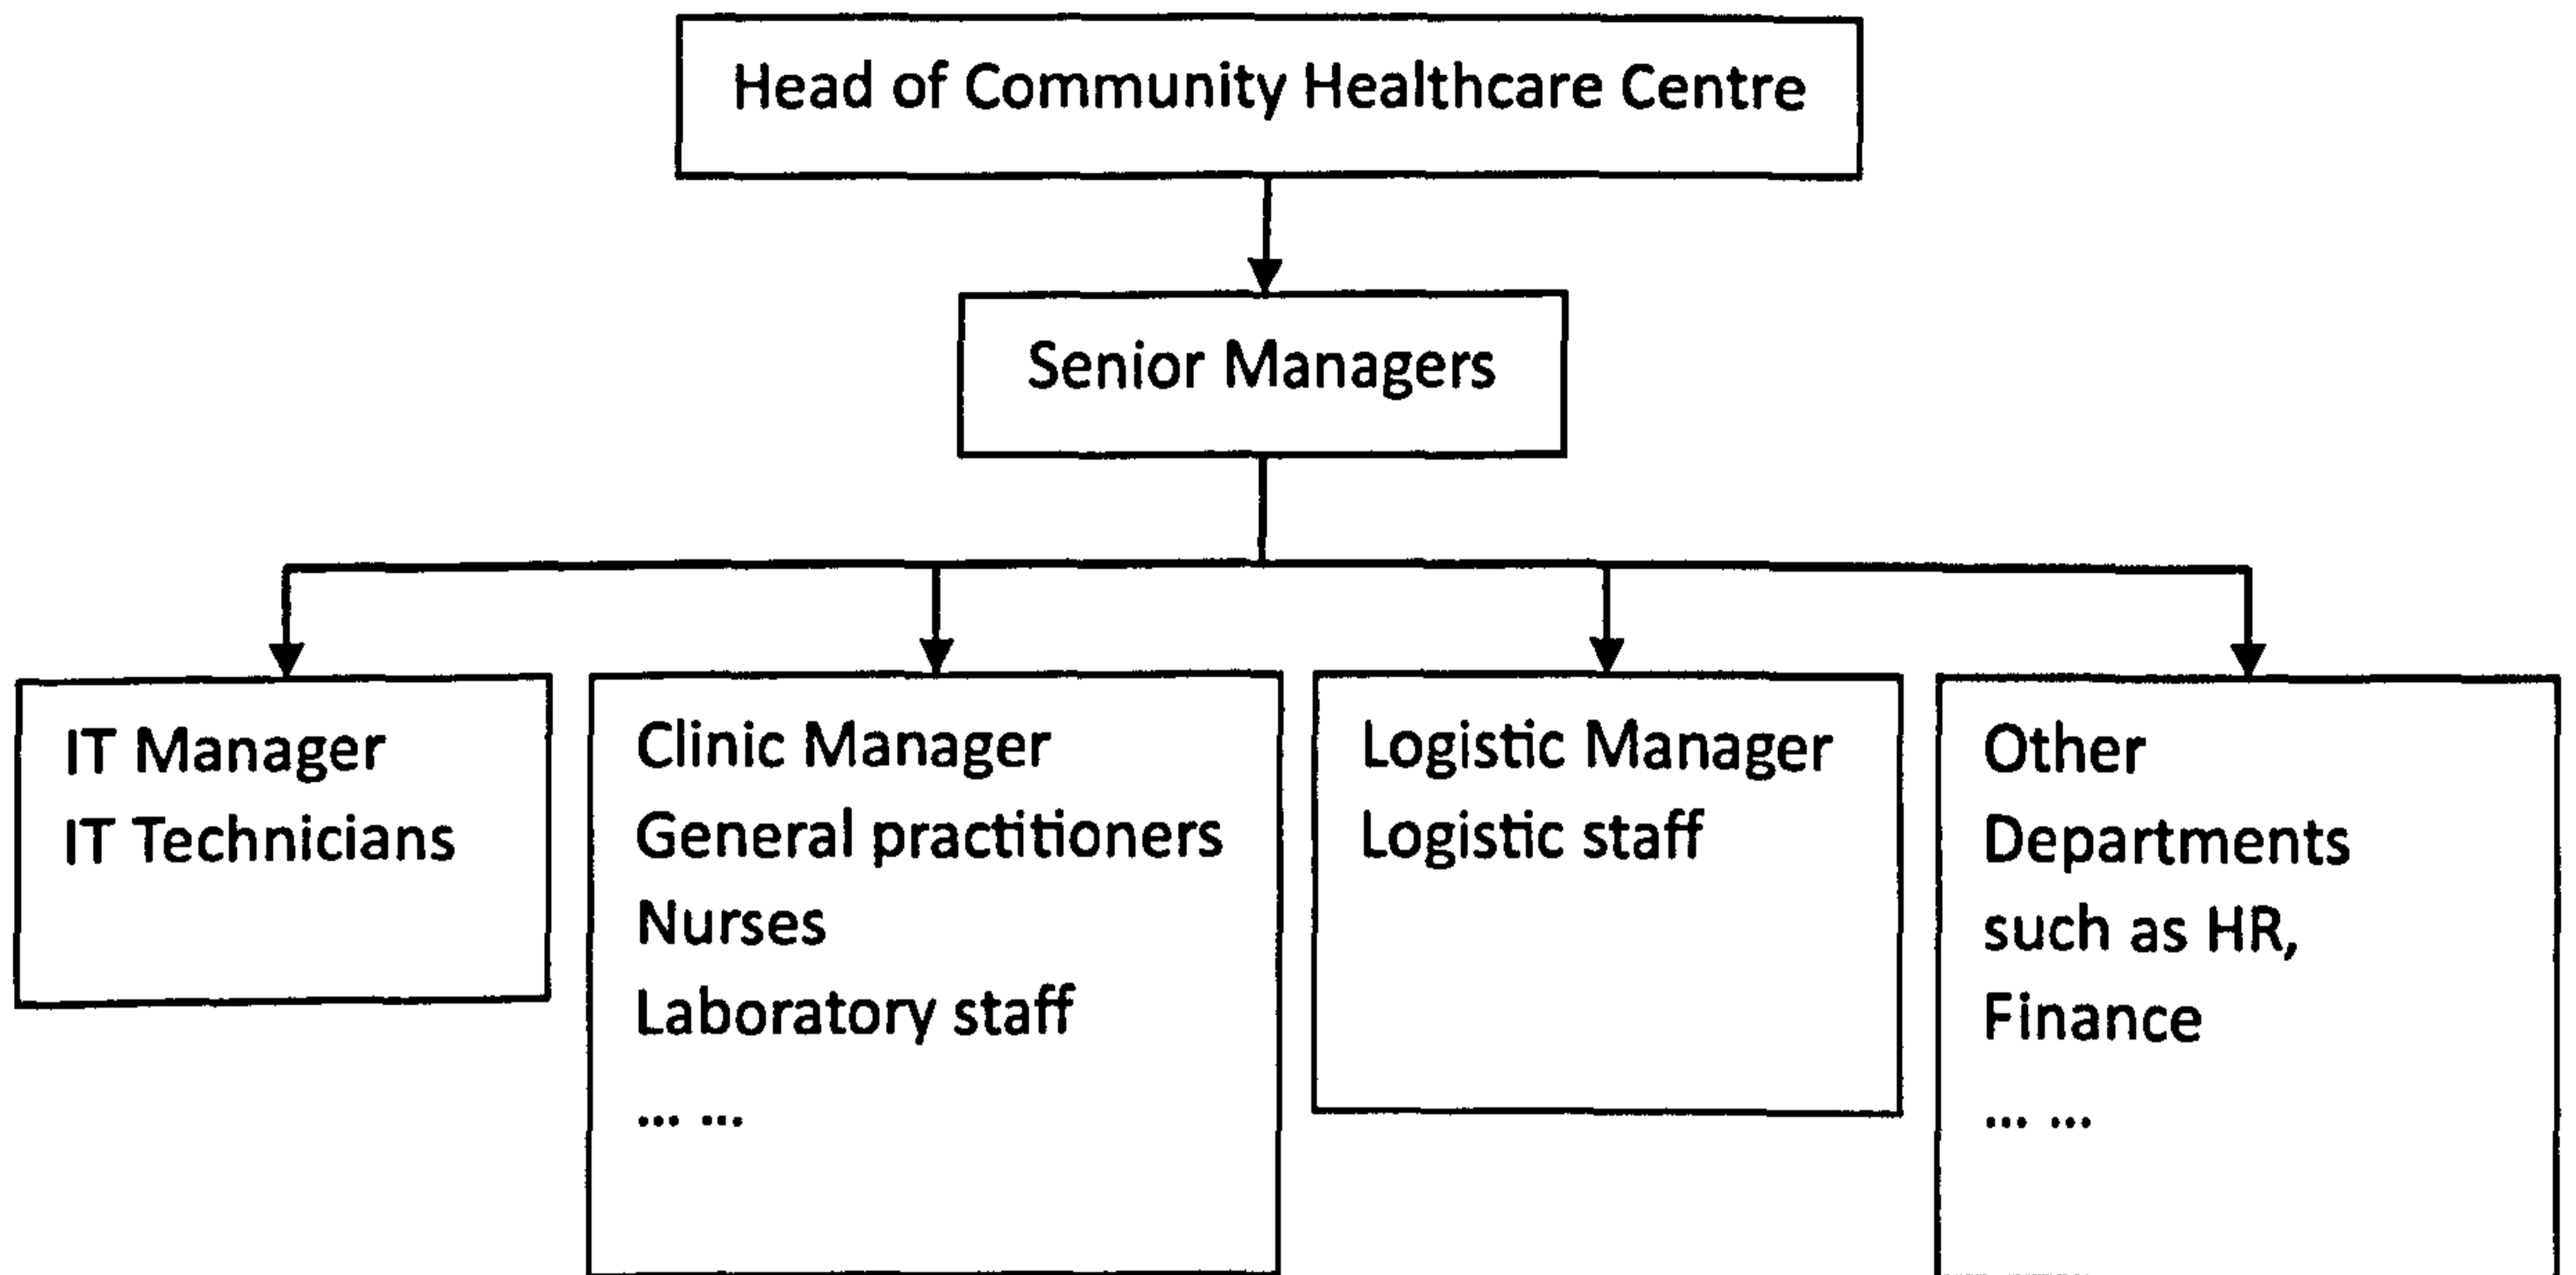 Head of Community Healthcare Centre
Senior Managers
IT Manager
IT Technicians
Clinic Manager
General practitioners
Nurses
Laboratory staff
... ...
Logistic Manager
Logistic staff
Other
Departments
such as HR,
Finance
... ...